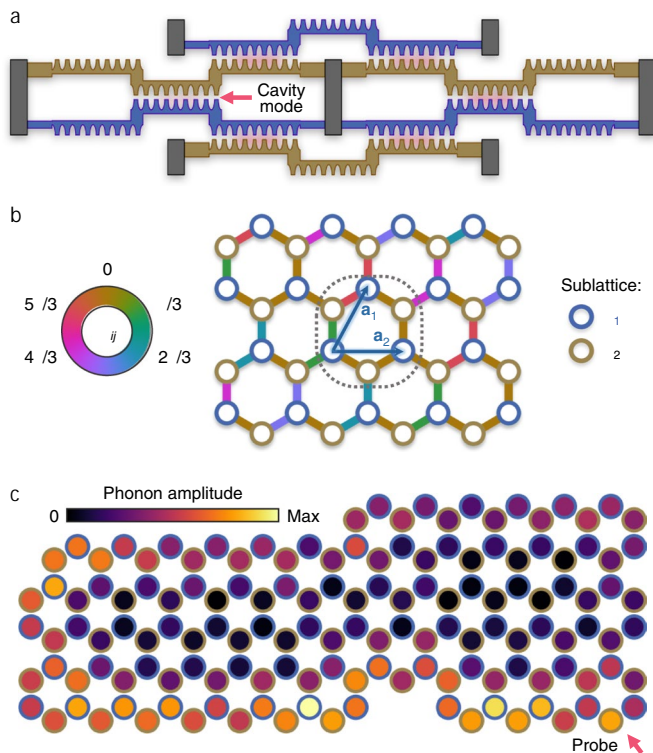 a
Cavity
mode
b
0
5 /3
/3
ij
4 /3
2 /3
a1
a2
Sublattice:
1
2
c
Phonon amplitude
0
Max
Probe